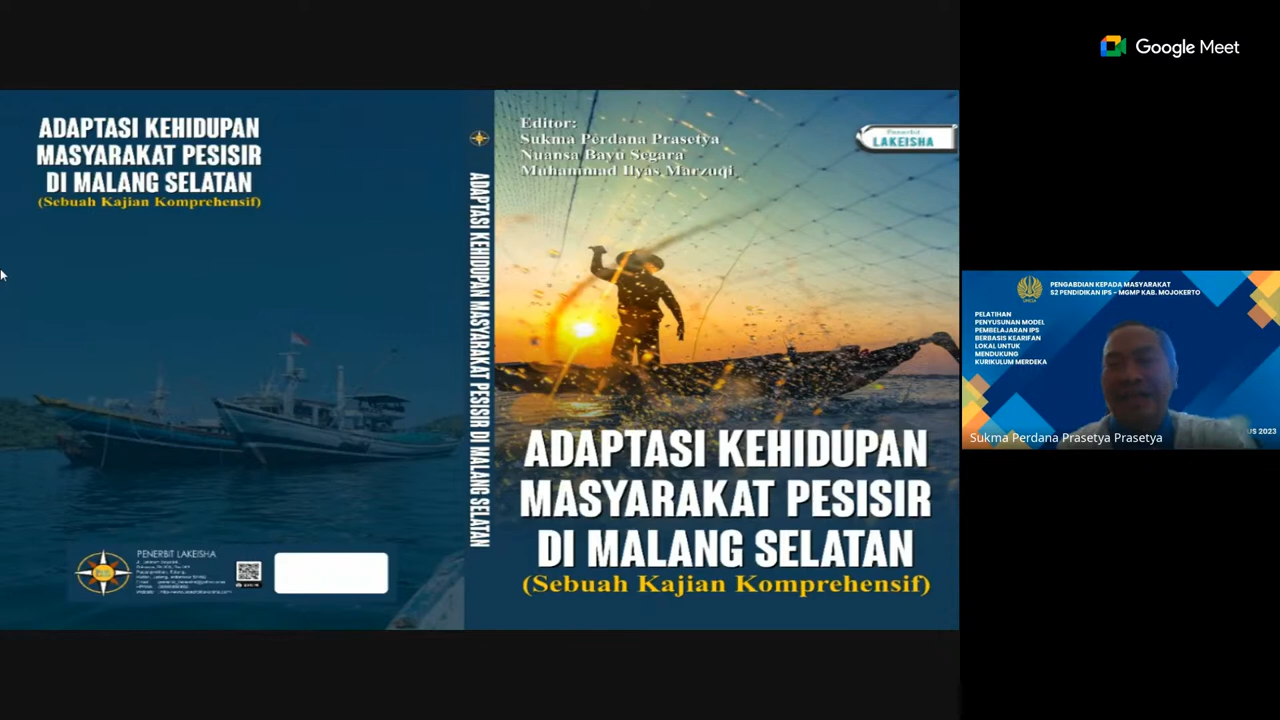 ADAPTASI KEHIDUPAN
MASYARAKAT PESISIR
DI MALANG SELATAN
(Sebuah Kajian Komprehensif)
PENERBIT LAKEISHA
ADAPTASI KEHIDUPAN MASYARAKAT PESISIR DI MALANG SELATAN
Editor:
Sukma Perdana Prasetya
Nuansa Bayu Segara
Muhammad Ilyas Marzuqi
Penerbit
LAKEISHA
ADAPTASI KEHIDUPAN
MASYARAKAT PESISIR
DI MALANG SELATAN
(Sebuah Kajian Komprehensif)
Google Meet
PENGABDIAN KEPADA MASYARAKAT
S2 PENDIDIKAN IPS - MGMP KAB. MOJOKERTO
PELATIHAN
PENYUSUNAN MODEL
PEMBELAJARAN IPS
BERBASIS KEARIFAN
LOKAL UNTUK
MENDUKUNG
KURIKULUM MERDEKA
US 2023
Sukma Perdana Prasetya Prasetya